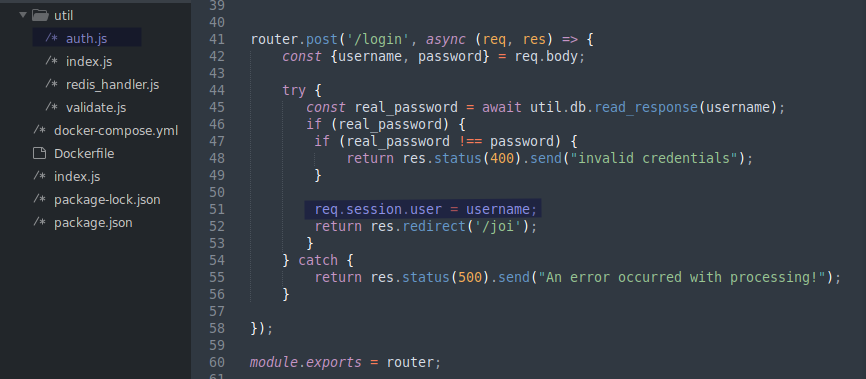 util
/* auth.js
/* index.js
/* redis_handler.js
/* validate.js
/* docker-compose.yml
Dockerfile
/* index.js
/* package-lock.json
/* package.json
39
40
41 router.post('/login', async (req, res) => {
42 const {username, password} = req.body;
43
44 try {
45 const real_password = await util.db.read_response(username);
46 if (real_password) {
47 if (real_password !== password) {
48 return res.status(400).send("invalid credentials");
49 }
50
51 req.session.user = username;
52 return res.redirect('/joi');
53 }
54 } catch {
55 return res.status(500).send("An error occurred with processing!");
56 }
57
58 });
59
60 module.exports = router;
61